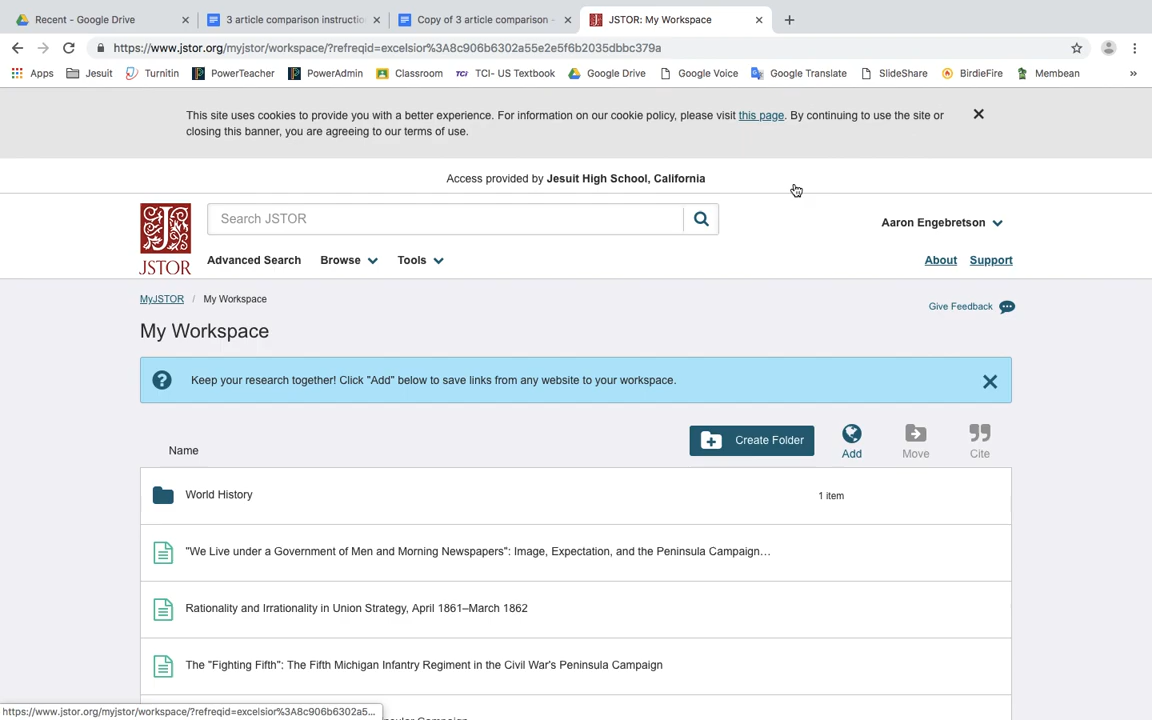 Recent - Google Drive
3 article comparison instructio
Copy of 3 article comparison -
JSTOR: My Workspace
https://www.jstor.org/myjstor/workspace/?refreqid=excelsior%3A8c906b6302a55e2e5f6b2035dbbc379a
Apps
Jesuit
Turnitin
PowerTeacher
PowerAdmin
Classroom
TCi TCI- US Textbook
Google Drive
Google Voice
Google Translate
SlideShare
BirdieFire
Membean
»
This site uses cookies to provide you with a better experience. For information on our cookie policy, please visit this page. By continuing to use the site or
closing this banner, you are agreeing to our terms of use.
Access provided by Jesuit High School, California
JSTOR
Search JSTOR
Aaron Engebretson
Advanced Search
Browse
Tools
About
Support
MyJSTOR / My Workspace
Give Feedback
My Workspace
Keep your research together! Click "Add" below to save links from any website to your workspace.
Name
Create Folder
Add
Move
Cite
World History
1 item
"We Live under a Government of Men and Morning Newspapers": Image, Expectation, and the Peninsula Campaign...
Rationality and Irrationality in Union Strategy, April 1861–March 1862
The "Fighting Fifth": The Fifth Michigan Infantry Regiment in the Civil War's Peninsula Campaign
https://www.jstor.org/myjstor/workspace/?refreqid=excelsior%3A8c906b6302a5...